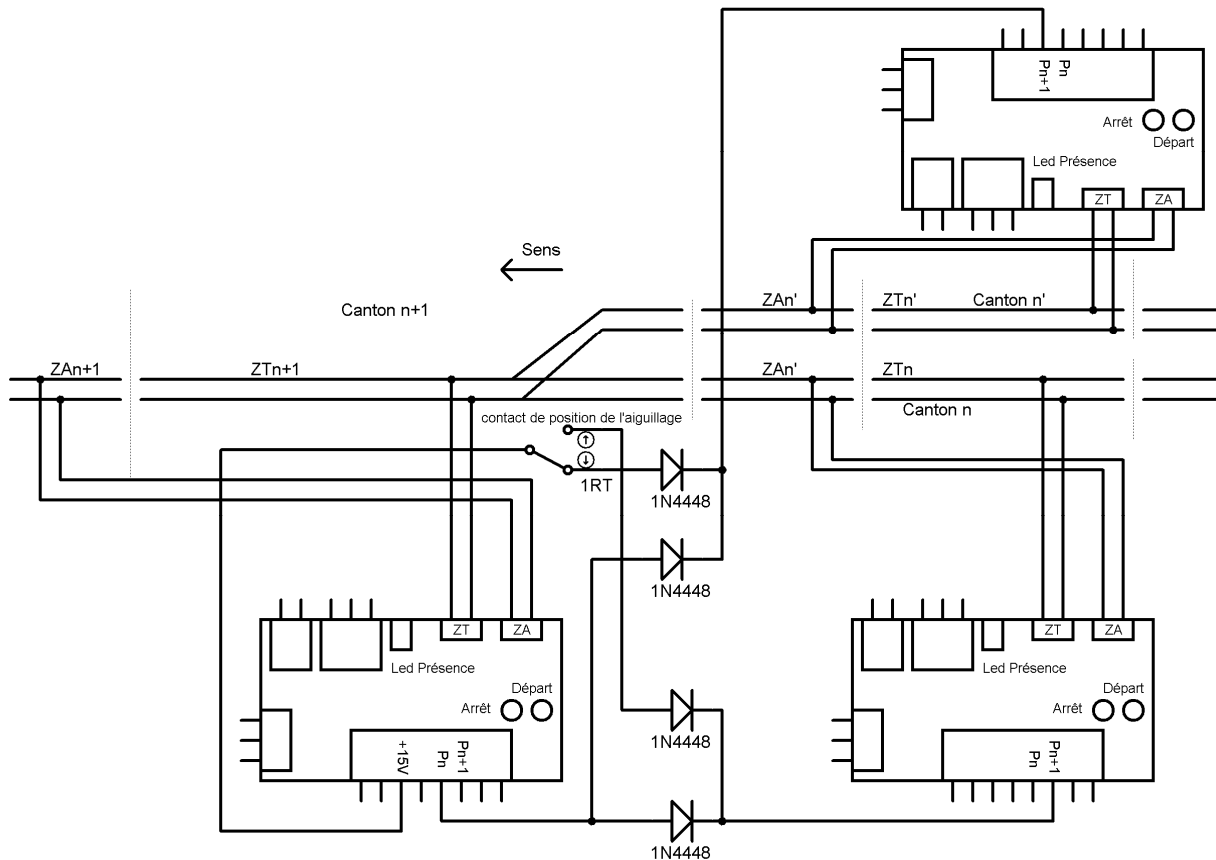 Pn+1
Pn
Arrêt
Départ
Led Présence
ZT
ZA
Sens
Canton n+1
ZAn'
ZTn'
Canton n'
ZAn+1
ZTn+1
ZAn'
ZTn
Canton n
contact de position de l'aiguillage
1RT
1N4448
1N4448
ZT
ZA
Led Présence
Départ
Arrêt
+15V
Pn
Pn+1
1N4448
1N4448
ZT
ZA
Led Présence
Départ
Arrêt
Pn
Pn+1